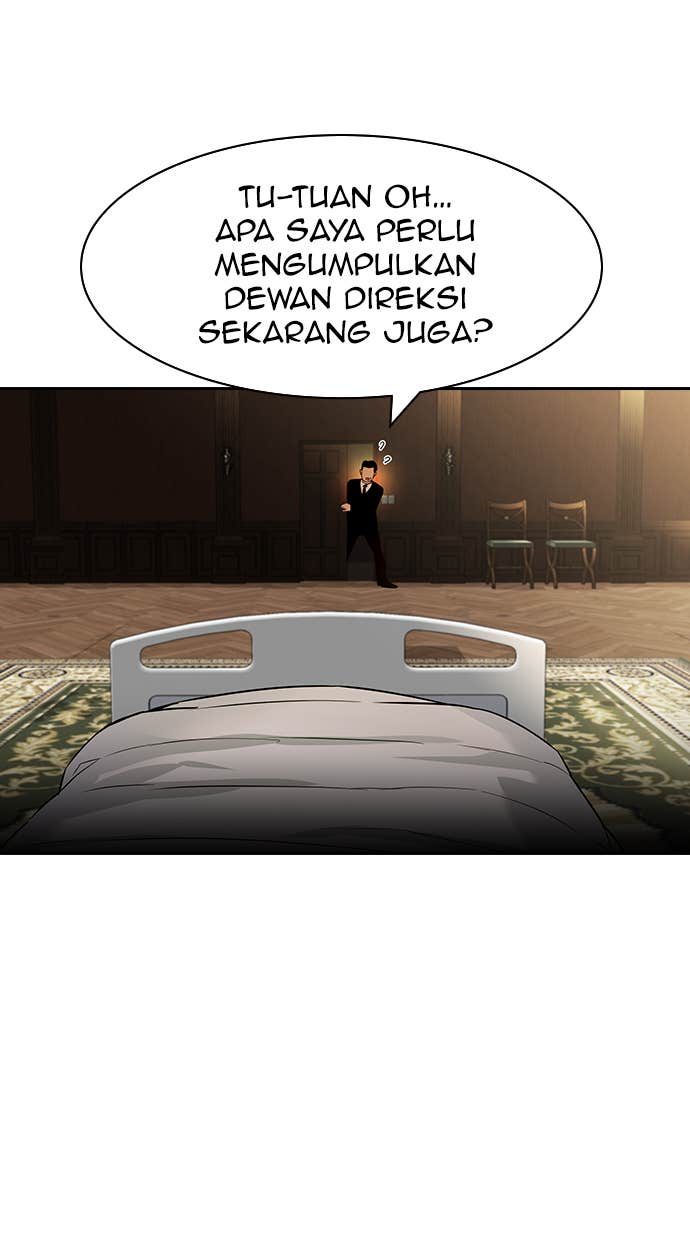 TU-TUAN OH...
APA SAYA PERLU
MENGUMPULKAN
DEWAN DIREKSI
SEKARANG JUGA?